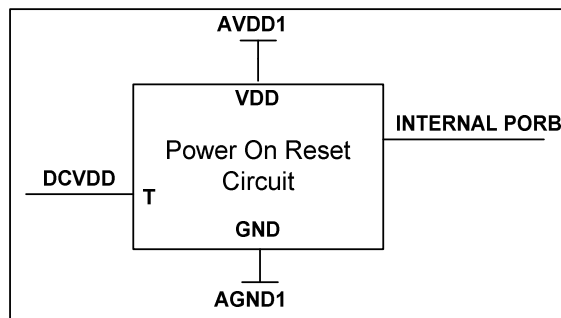 AVDD1
VDD
INTERNAL PORB
Power On Reset
Circuit
DCVDD
T
GND
AGND1